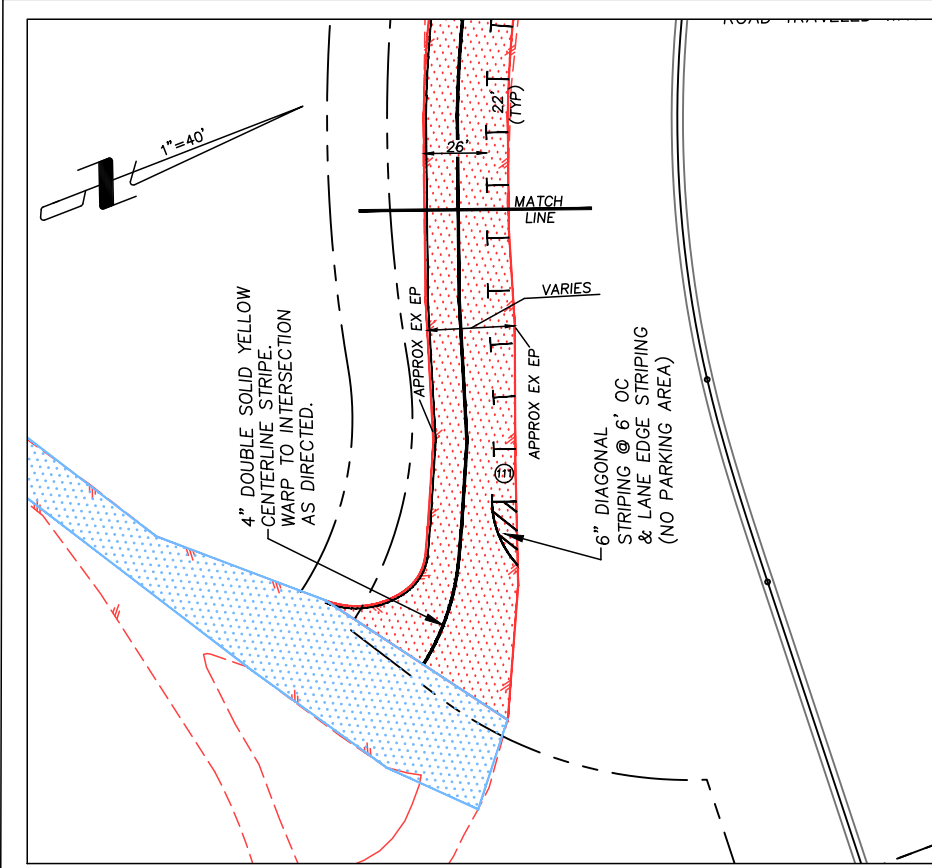 1"=40'
22'
(TYP)
26'
MATCH
LINE
VARIES
APPROX EX EP
APPROX EX EP
4" DOUBLE SOLID YELLOW
CENTERLINE STRIPE.
WARP TO INTERSECTION
AS DIRECTED.
111
6" DIAGONAL
STRIPING @ 6' OC
& LANE EDGE STRIPING
(NO PARKING AREA)